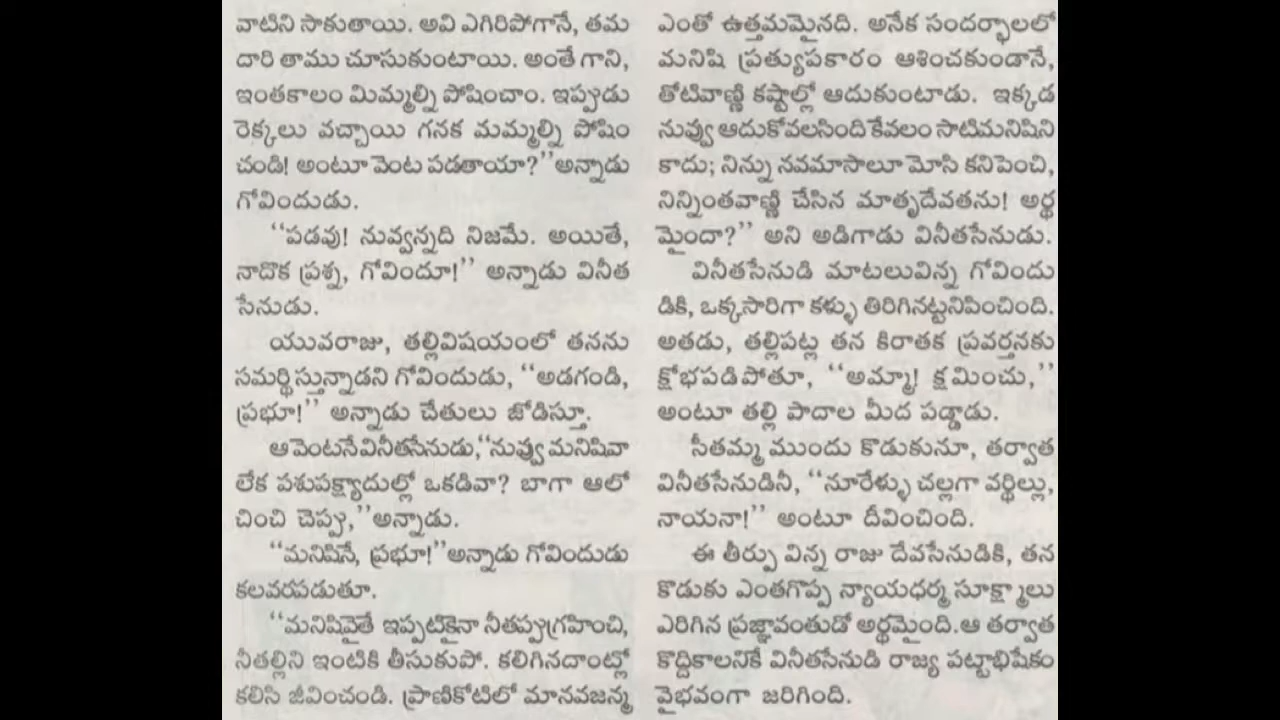 వాటిని సాకుతాయి. అవి ఎగిరిపోగానే, తమ
దారి తాము చూసుకుంటాయి. అంతే గాని,
ఇంతకాలం మిమ్మల్ని పోషించాం. ఇప్పుడు
రెక్కలు వచ్చాయి గనక మమ్మల్ని పోషిం
చండి! అంటూ వెంట పడతాయా?’’ అన్నాడు
గోవిందుడు.
‘‘పడవు! నువ్వన్నది నిజమే. అయితే,
నాదొక ప్రశ్న, గోవిందూ!’’ అన్నాడు వినీత
సేనుడు.
యువరాజు, తల్లివిషయంలో తనను
సమర్థిస్తున్నాడని గోవిందుడు, ‘‘అడగండి,
ప్రభూ!’’ అన్నాడు చేతులు జోడిస్తూ.
ఆవెంటనే వినీతసేనుడు, ‘‘నువ్వు మనిషివా
లేక పశుపక్ష్యాదుల్లో ఒకడివా? బాగా ఆలో
చించి చెప్పు,’’ అన్నాడు.
‘‘మనిషినే, ప్రభూ!’’ అన్నాడు గోవిందుడు
కలవరపడుతూ.
‘‘మనిషివైతే ఇప్పటికైనా నీతప్పుగ్రహించి,
నీతల్లిని ఇంటికి తీసుకుపో. కలిగినదాంట్లో
కలిసి జీవించండి. ప్రాణికోటిలో మానవజన్మ
ఎంతో ఉత్తమమైనది. అనేక సందర్భాలలో
మనిషి ప్రత్యుపకారం ఆశించకుండానే,
తోటివాణ్ణి కష్టాల్లో ఆదుకుంటాడు. ఇక్కడ
నువ్వు ఆదుకోవలసింది కేవలం సాటిమనిషిని
కాదు; నిన్ను నవమాసాలూ మోసి కనిపెంచి,
నిన్నింతవాణ్ణి చేసిన మాతృదేవతను! అర్థ
మైందా?’’ అని అడిగాడు వినీతసేనుడు.
వినీతసేనుడి మాటలువిన్న గోవిందు
డికి, ఒక్కసారిగా కళ్ళు తిరిగినట్టనిపించింది.
అతడు, తల్లిపట్ల తన కిరాతక ప్రవర్తనకు
క్షోభపడిపోతూ, ‘‘అమ్మా! క్షమించు,’’
అంటూ తల్లి పాదాల మీద పడ్డాడు.
సీతమ్మ ముందు కొడుకునూ, తర్వాత
వినీతసేనుడినీ, ‘‘నూరేళ్ళు చల్లగా వర్థిల్లు,
నాయనా!’’ అంటూ దీవించింది.
ఈ తీర్పు విన్న రాజు దేవసేనుడికి, తన
కొడుకు ఎంతగొప్ప న్యాయధర్మ సూక్ష్మాలు
ఎరిగిన ప్రజ్ఞావంతుడో అర్థమైంది. ఆ తర్వాత
కొద్దికాలనికే వినీతసేనుడి రాజ్య పట్టాభిషేకం
వైభవంగా జరిగింది.